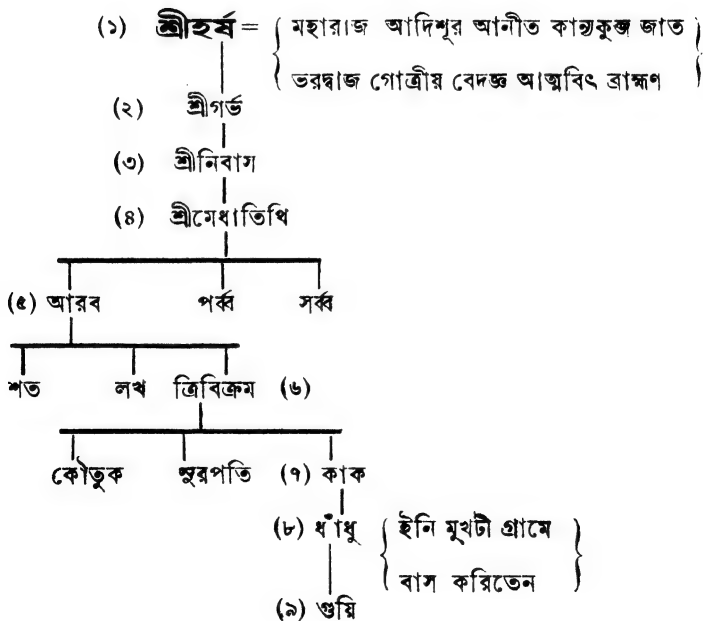 (১) শ্রীহর্ষ = { মহারাজ আদিশূর আনীত কান্যকুব্জ জাত }
{ ভরদ্বাজ গোত্রীয় বেদজ্ঞ আত্মবিৎ ব্রাহ্মণ }
(২) শ্রীগর্ভ
(৩) শ্রীনিবাস
(৪) শ্রীমেধাতিথি
(৫) আরব পর্ব্ব সর্ব্ব
শত লখ ত্রিবিক্রম (৬)
কৌতুক সুরপতি (৭) কাক
(৮) ধাঁধু { ইনি মুখটী গ্রামে }
{ বাস করিতেন }
(৯) গুয়ি